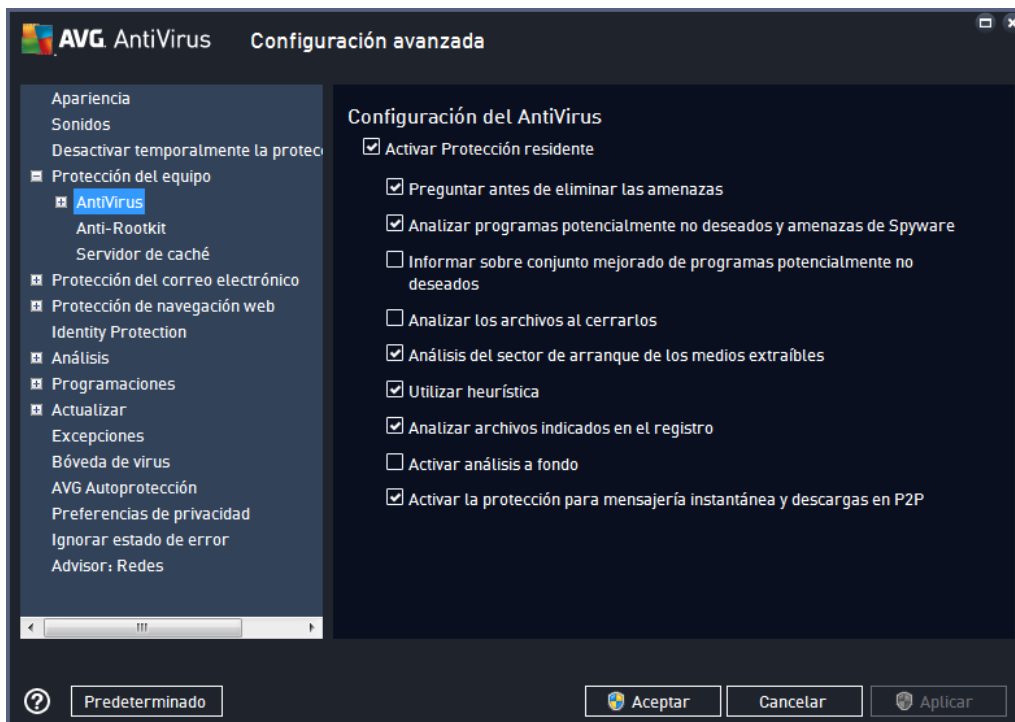 AVG. AntiVirus Configuración avanzada
Apariencia
Sonidos
Desactivar temporalmente la protec
Protección del equipo
AntiVirus
Anti-Rootkit
Servidor de caché
Protección del correo electrónico
Protección de navegación web
Identity Protection
Análisis
Programaciones
Actualizar
Excepciones
Bóveda de virus
AVG Autoprotección
Preferencias de privacidad
Ignorar estado de error
Advisor: Redes
Configuración del AntiVirus
Activar Protección residente
Preguntar antes de eliminar las amenazas
Analizar programas potencialmente no deseados y amenazas de Spyware
Informar sobre conjunto mejorado de programas potencialmente no
deseados
Analizar los archivos al cerrarlos
Análisis del sector de arranque de los medios extraíbles
Utilizar heurística
Analizar archivos indicados en el registro
Activar análisis a fondo
Activar la protección para mensajería instantánea y descargas en P2P
? Predeterminado Aceptar Cancelar Aplicar